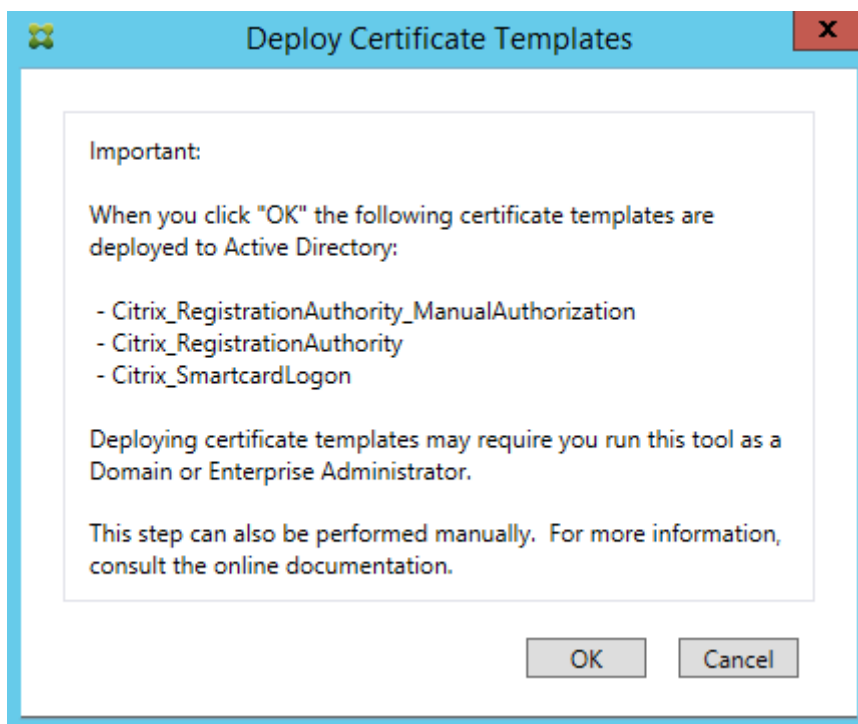 Deploy Certificate Templates
x
Important:
When you click "OK" the following certificate templates are
deployed to Active Directory:
- Citrix_RegistrationAuthority_ManualAuthorization
- Citrix_RegistrationAuthority
- Citrix_SmartcardLogon
Deploying certificate templates may require you run this tool as a
Domain or Enterprise Administrator.
This step can also be performed manually.  For more information,
consult the online documentation.
OK
Cancel